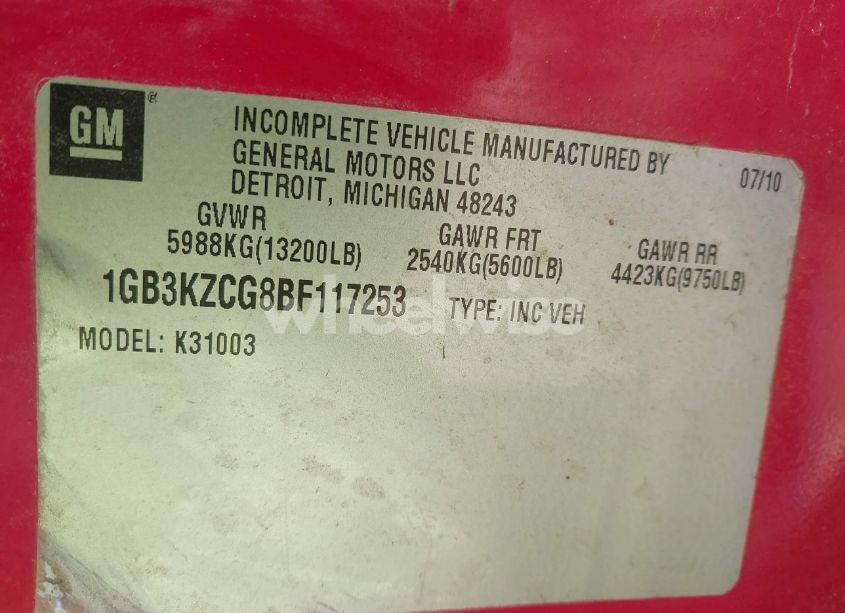 GM ®
INCOMPLETE VEHICLE MANUFACTURED BY
GENERAL MOTORS LLC
DETROIT, MICHIGAN 48243
07/10
GVWR GAWR FRT GAWR RR
5988KG(13200LB) 2540KG(5600LB) 4423KG(9750LB)
1GB3KZCG8BF117253 TYPE: INC VEH
wheelwise
MODEL: K31003